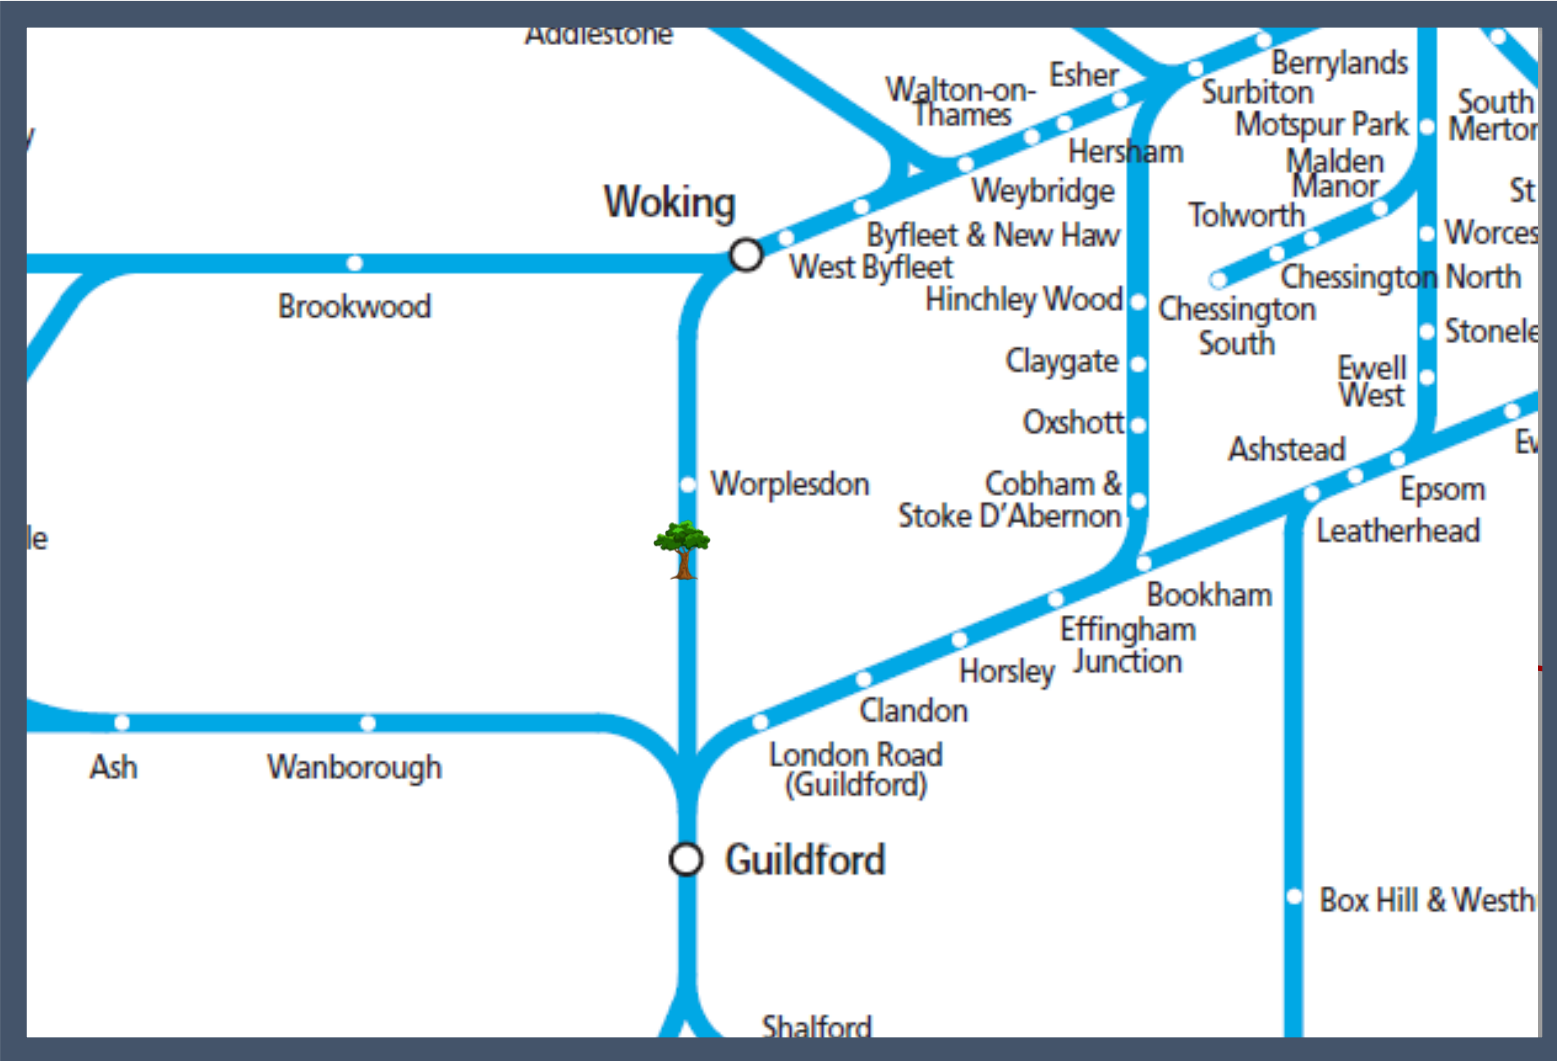 Addlestone
Esher
Berrylands
Walton-on-
Thames
Surbiton
South
Motspur Park
Merton
Hersham
Malden
Manor
Woking
Weybridge
St
Tolworth
Byfleet & New Haw
Worces
West Byfleet
Chessington North
Brookwood
Hinchley Wood
Chessington
South
Stonele
Claygate
Ewell
West
Oxshott
Ashstead
Ew
Worplesdon
Cobham &
Stoke D'Abernon
Epsom
Leatherhead
le
Bookham
Effingham
Junction
Horsley
Clandon
Ash
Wanborough
London Road
(Guildford)
Guildford
Box Hill & Westh
Shalford